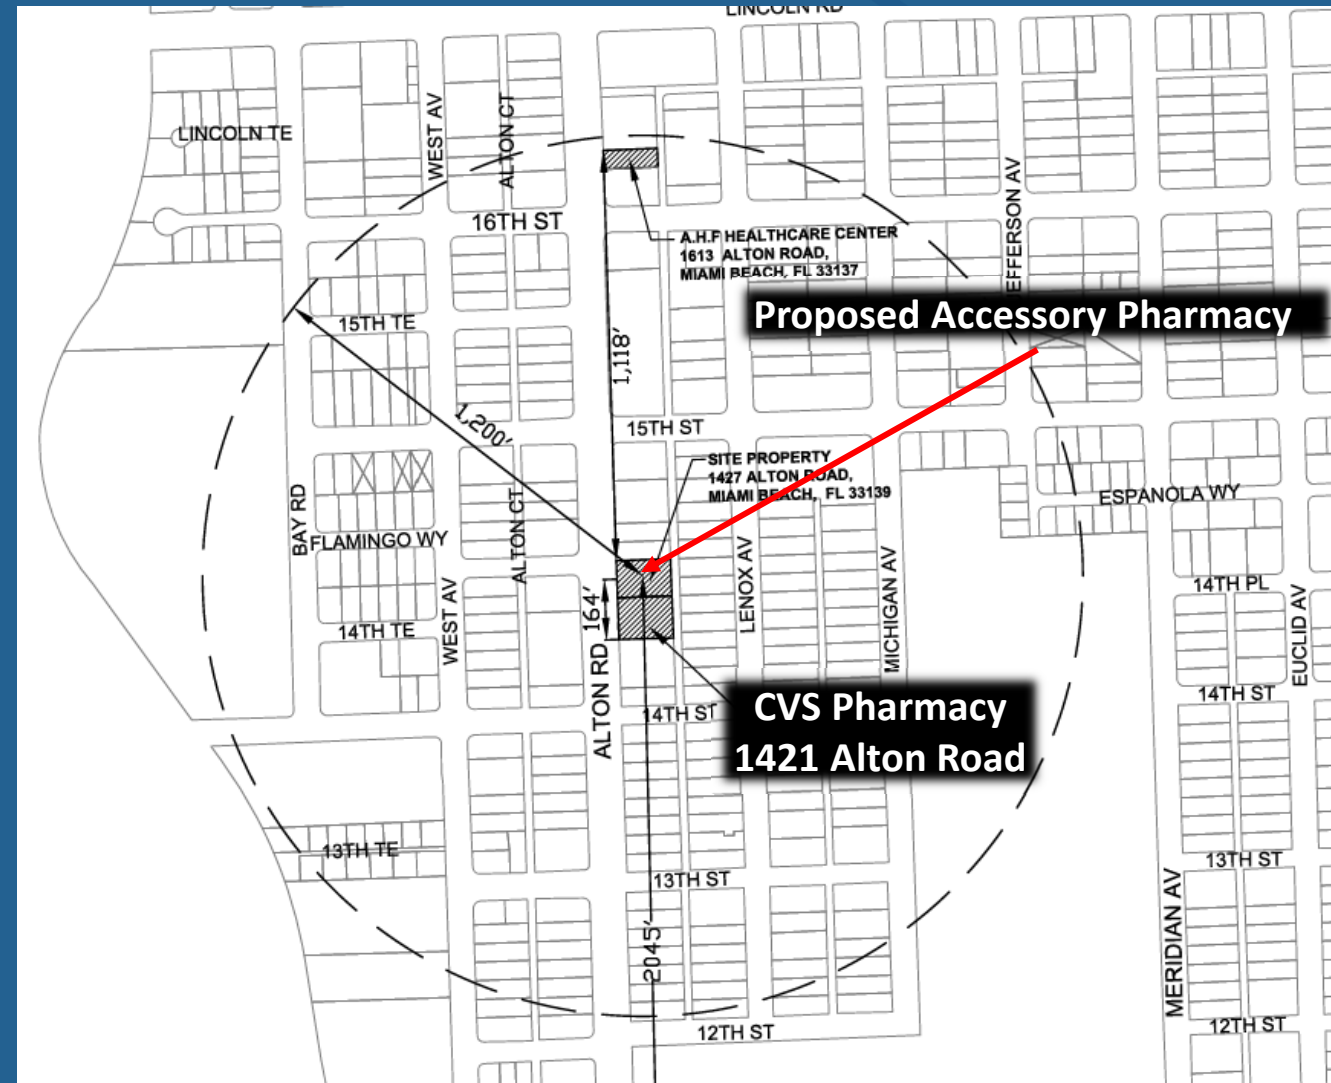 LINCOLN RD
LINCOLN TE
WEST AV
ALTON CT
16TH ST
A.H.F HEALTHCARE CENTER
1613 ALTON ROAD,
MIAMI BEACH, FL 33137
JEFFERSON AV
Proposed Accessory Pharmacy
15TH TE
1,118'
1,200'
15TH ST
SITE PROPERTY
1427 ALTON ROAD,
MIAMI BEACH, FL 33139
ESPANOLA WY
BAY RD
FLAMINGO WY
ALTON CT
LENOX AV
MICHIGAN AV
14TH PL
EUCLID AV
164'
14TH TE
WEST AV
ALTON RD
14TH ST
14TH ST
CVS Pharmacy
1421 Alton Road
13TH TE
13TH ST
13TH ST
2045'
MERIDIAN AV
12TH ST
12TH ST